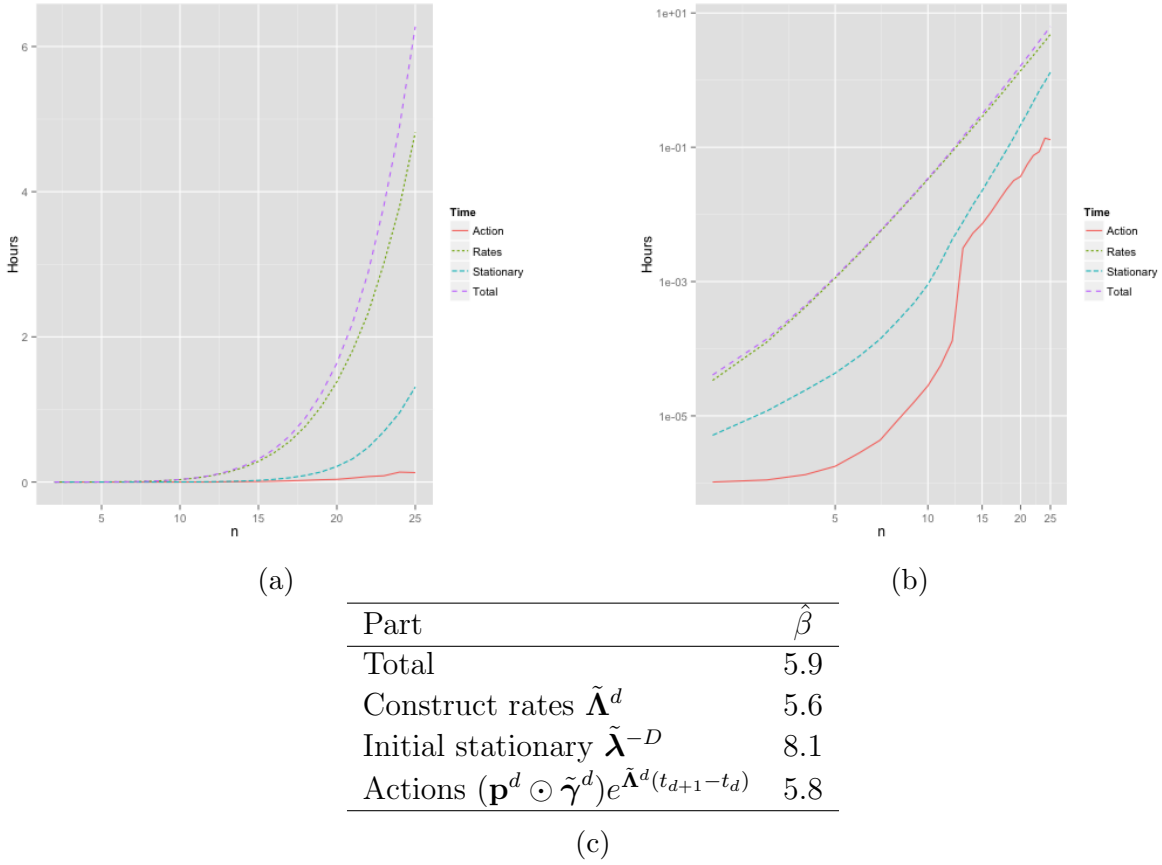 6
4
2
0
Hours
5
10
15
20
25
n
Time
Action
Rates
Stationary
Total
(a)
1e+01
1e-01
1e-03
1e-05
Hours
5
10
15
20
25
n
Time
Action
Rates
Stationary
Total
(b)
Part β̂
Total 5.9
Construct rates Λ̃^d 5.6
Initial stationary λ̃^{-D} 8.1
Actions (p^d ⊙ γ̃^d)e^{Λ̃^d(t_{d+1}−t_d)} 5.8
(c)